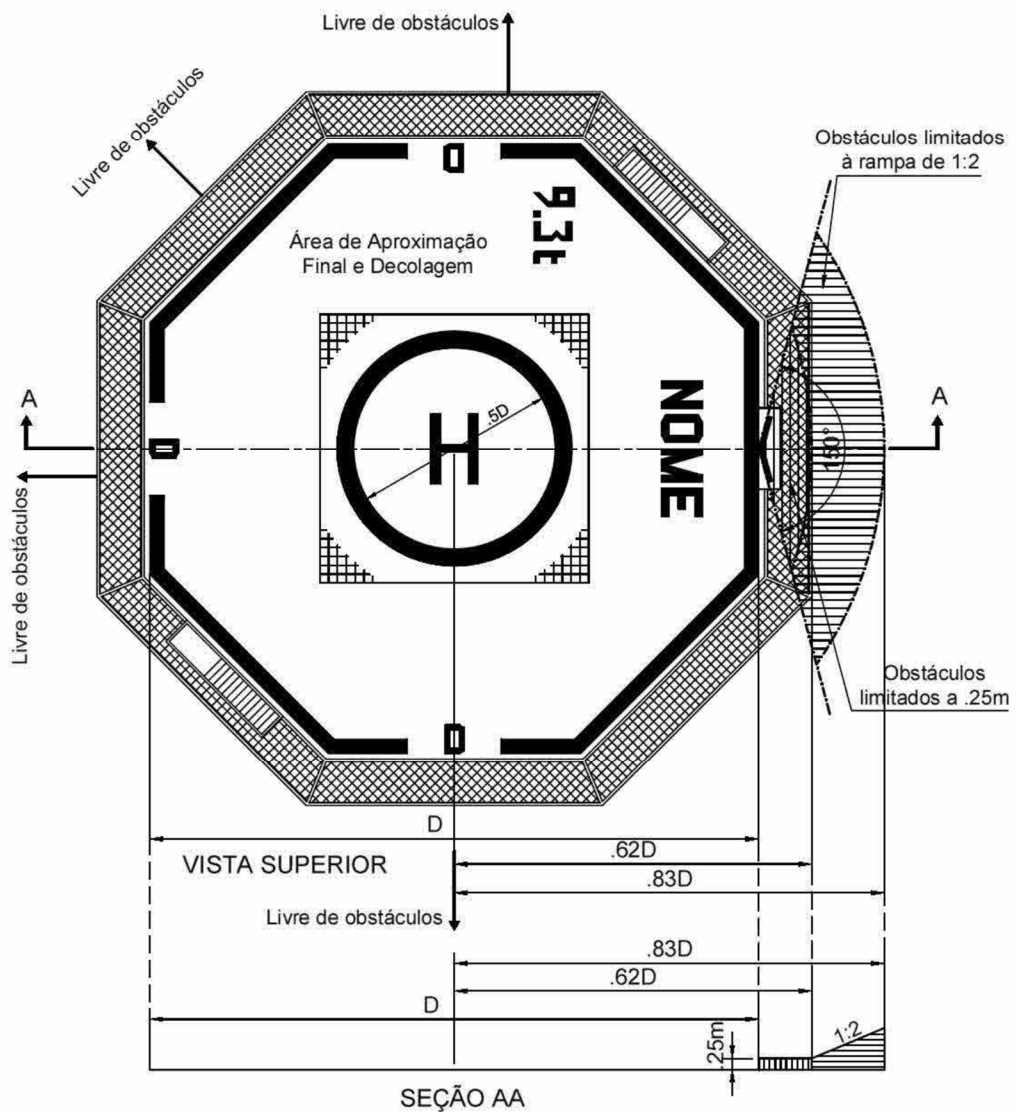 Livre de obstáculos
Livre de obstáculos
Obstáculos limitados
à rampa de 1:2
D
9.3t
Área de Aproximação
Final e Decolagem
A
A
.5D
H
NOME
150°
D
Livre de obstáculos
Obstáculos
limitados a .25m
D
D
.62D
VISTA SUPERIOR
.83D
Livre de obstáculos
.83D
.62D
D
.25m
1:2
SEÇÃO AA